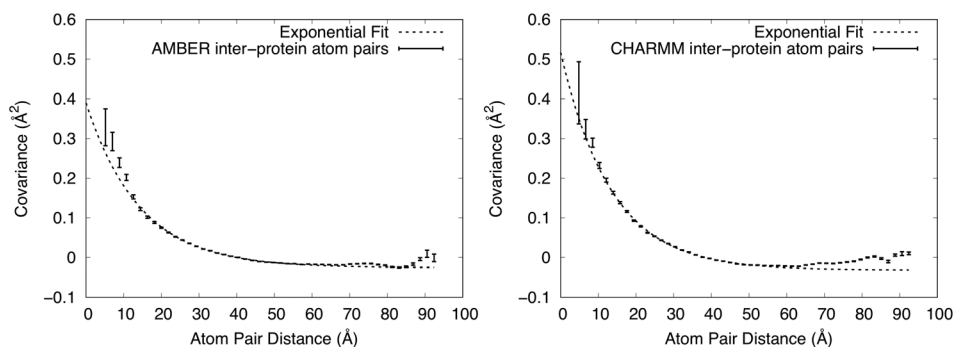 0.6
0.5
0.4
0.3
0.2
0.1
0
−0.1
Covariance (Å²)
Exponential Fit
AMBER inter−protein atom pairs
0 10 20 30 40 50 60 70 80 90 100
Atom Pair Distance (Å)
0.6
0.5
0.4
0.3
0.2
0.1
0
−0.1
Covariance (Å²)
Exponential Fit
CHARMM inter−protein atom pairs
0 10 20 30 40 50 60 70 80 90 100
Atom Pair Distance (Å)